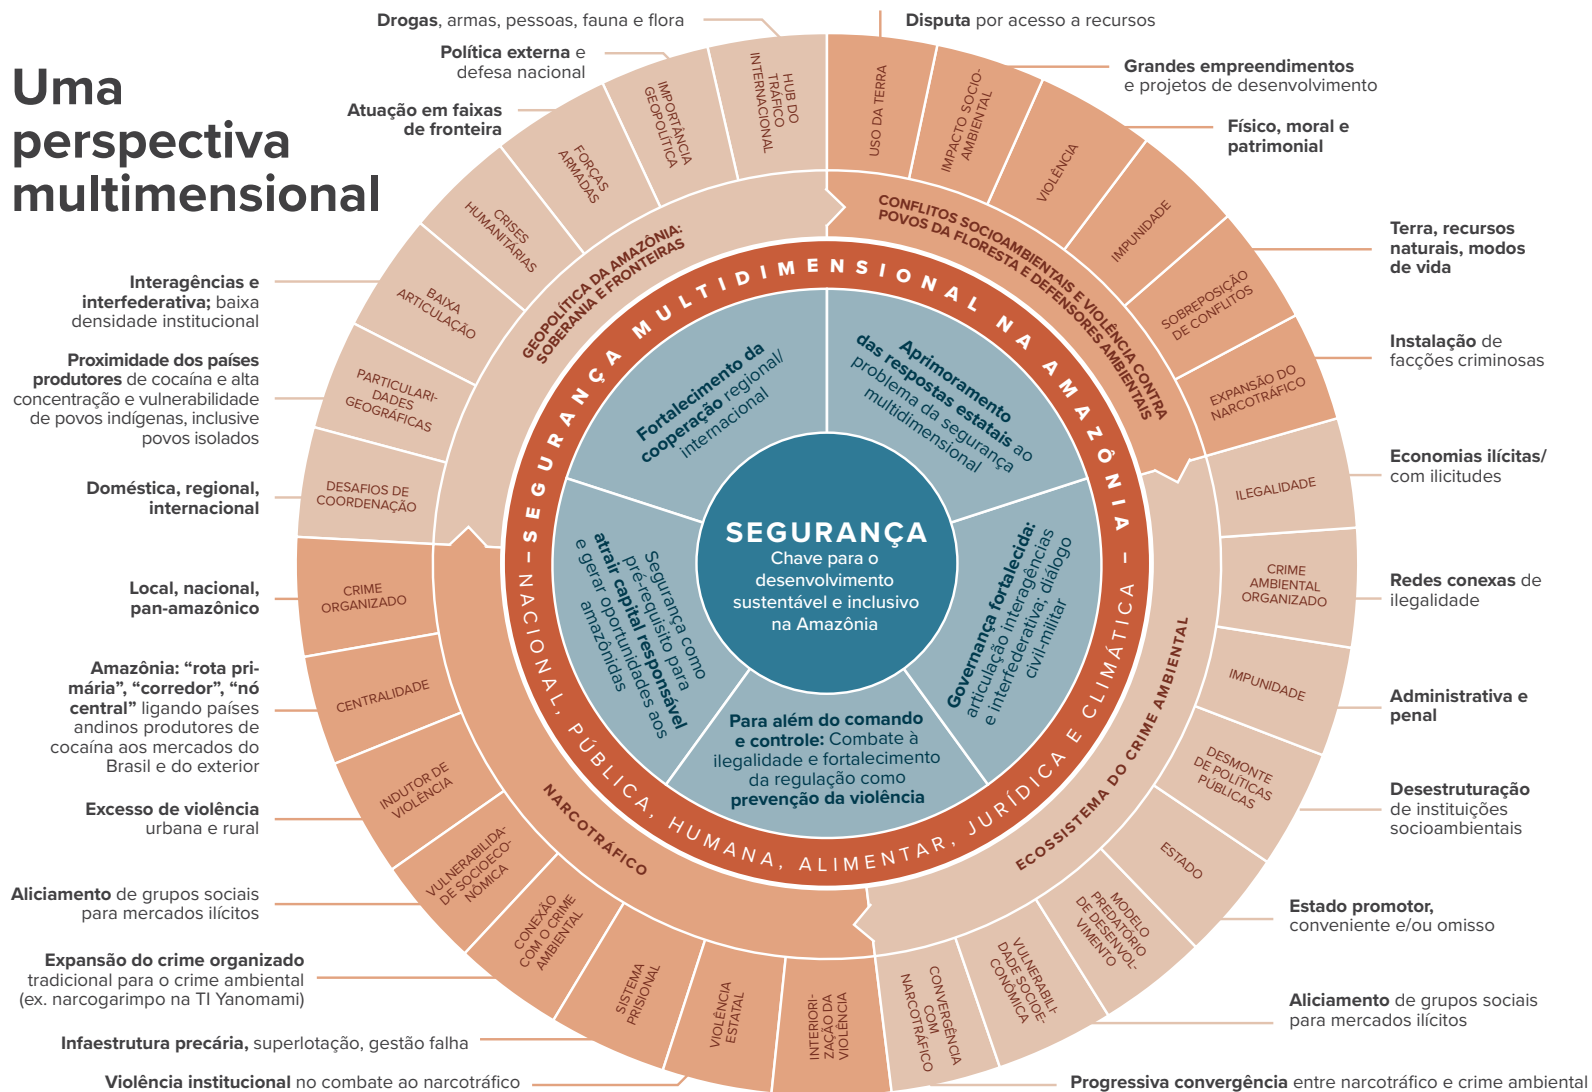 Uma
perspectiva
multimensional
Drogas, armas, pessoas, fauna e flora
Política externa e
defesa nacional
Atuação em faixas
de fronteira
Interagências e
interfederativa; baixa
densidade institucional
Proximidade dos países
produtores de cocaína e alta
concentração e vulnerabilidade
de povos indígenas, inclusive
povos isolados
Doméstica, regional,
internacional
Local, nacional,
pan-amazônico
Amazônia: “rota pri-
mária”, “corredor”, “nó
central” ligando países
andinos produtores de
cocaína aos mercados do
Brasil e do exterior
Excesso de violência
urbana e rural
Aliciamento de grupos sociais
para mercados ilícitos
Expansão do crime organizado
tradicional para o crime ambiental
(ex. narcogarimpo na TI Yanomami)
Infaestrutura precária, superlotação, gestão falha
Violência institucional no combate ao narcotráfico
Disputa por acesso a recursos
Grandes empreendimentos
e projetos de desenvolvimento
Físico, moral e
patrimonial
Terra, recursos
naturais, modos
de vida
Instalação de
facções criminosas
Economias ilícitas/
com ilicitudes
Redes conexas de
ilegalidade
Administrativa e
penal
Desestruturação
de instituições
socioambientais
Estado promotor,
conveniente e/ou omisso
Aliciamento de grupos sociais
para mercados ilícitos
Progressiva convergência entre narcotráfico e crime ambiental
USO DA TERRA
IMPACTO SOCIO-
AMBIENTAL
VIOLÊNCIA
IMPUNIDADE
SOBREPOSIÇÃO
DE CONFLITOS
EXPANSÃO DO
NARCOTRÁFICO
ILEGALIDADE
CRIME
AMBIENTAL
ORGANIZADO
IMPUNIDADE
DESMONTE
DE POLÍTICAS
PÚBLICAS
ESTADO
MODELO
PREDATÓRIO
DE DESENVOL-
VIMENTO
VULNERABILI-
DADE SOCIOE-
CONÔMICA
CONVERGÊNCIA
COM
NARCOTRÁFICO
INTERIORI-
ZAÇÃO DA
VIOLÊNCIA
VIOLÊNCIA
ESTATAL
SISTEMA
PRISIONAL
CONEXÃO
COM O CRIME
AMBIENTAL
VULNERABILIDA-
DE SOCIOECO-
NÔMICA
INDUTOR DE
VIOLÊNCIA
CENTRALIDADE
CRIME
ORGANIZADO
DESAFIOS DE
COORDENAÇÃO
PARTICULARI-
DADES
GEOGRÁFICAS
BAIXA
ARTICULAÇÃO
CRISES
HUMANITÁRIAS
FORÇAS
ARMADAS
IMPORTÂNCIA
GEOPOLÍTICA
HUB DO
TRÁFICO
INTERNACIONAL
GEOPOLÍTICA DA AMAZÔNIA:
SOBERANIA E FRONTEIRAS
CONFLITOS SOCIOAMBIENTAIS E VIOLÊNCIA CONTRA
POVOS DA FLORESTA E DEFENSORES AMBIENTAIS
ECOSSISTEMA DO CRIME AMBIENTAL
NARCOTRÁFICO
SEGURANÇA MULTIDIMENSIONAL NA AMAZÔNIA –
NACIONAL, PÚBLICA, HUMANA, ALIMENTAR, JURÍDICA E CLIMÁTICA –
Fortalecimento da
cooperação regional/
internacional
Aprimoramento
das respostas estatais ao
problema da segurança
multidimensional
Governança fortalecida:
articulação interagências
e interfederativa; diálogo
civil-militar
Para além do comando
e controle: Combate à
ilegalidade e fortalecimento
da regulação como
prevenção da violência
Segurança como
pré-requisito para
atrair capital responsável
e gerar oportunidades aos
amazônidas
SEGURANÇA
Chave para o
desenvolvimento
sustentável e inclusivo
na Amazônia